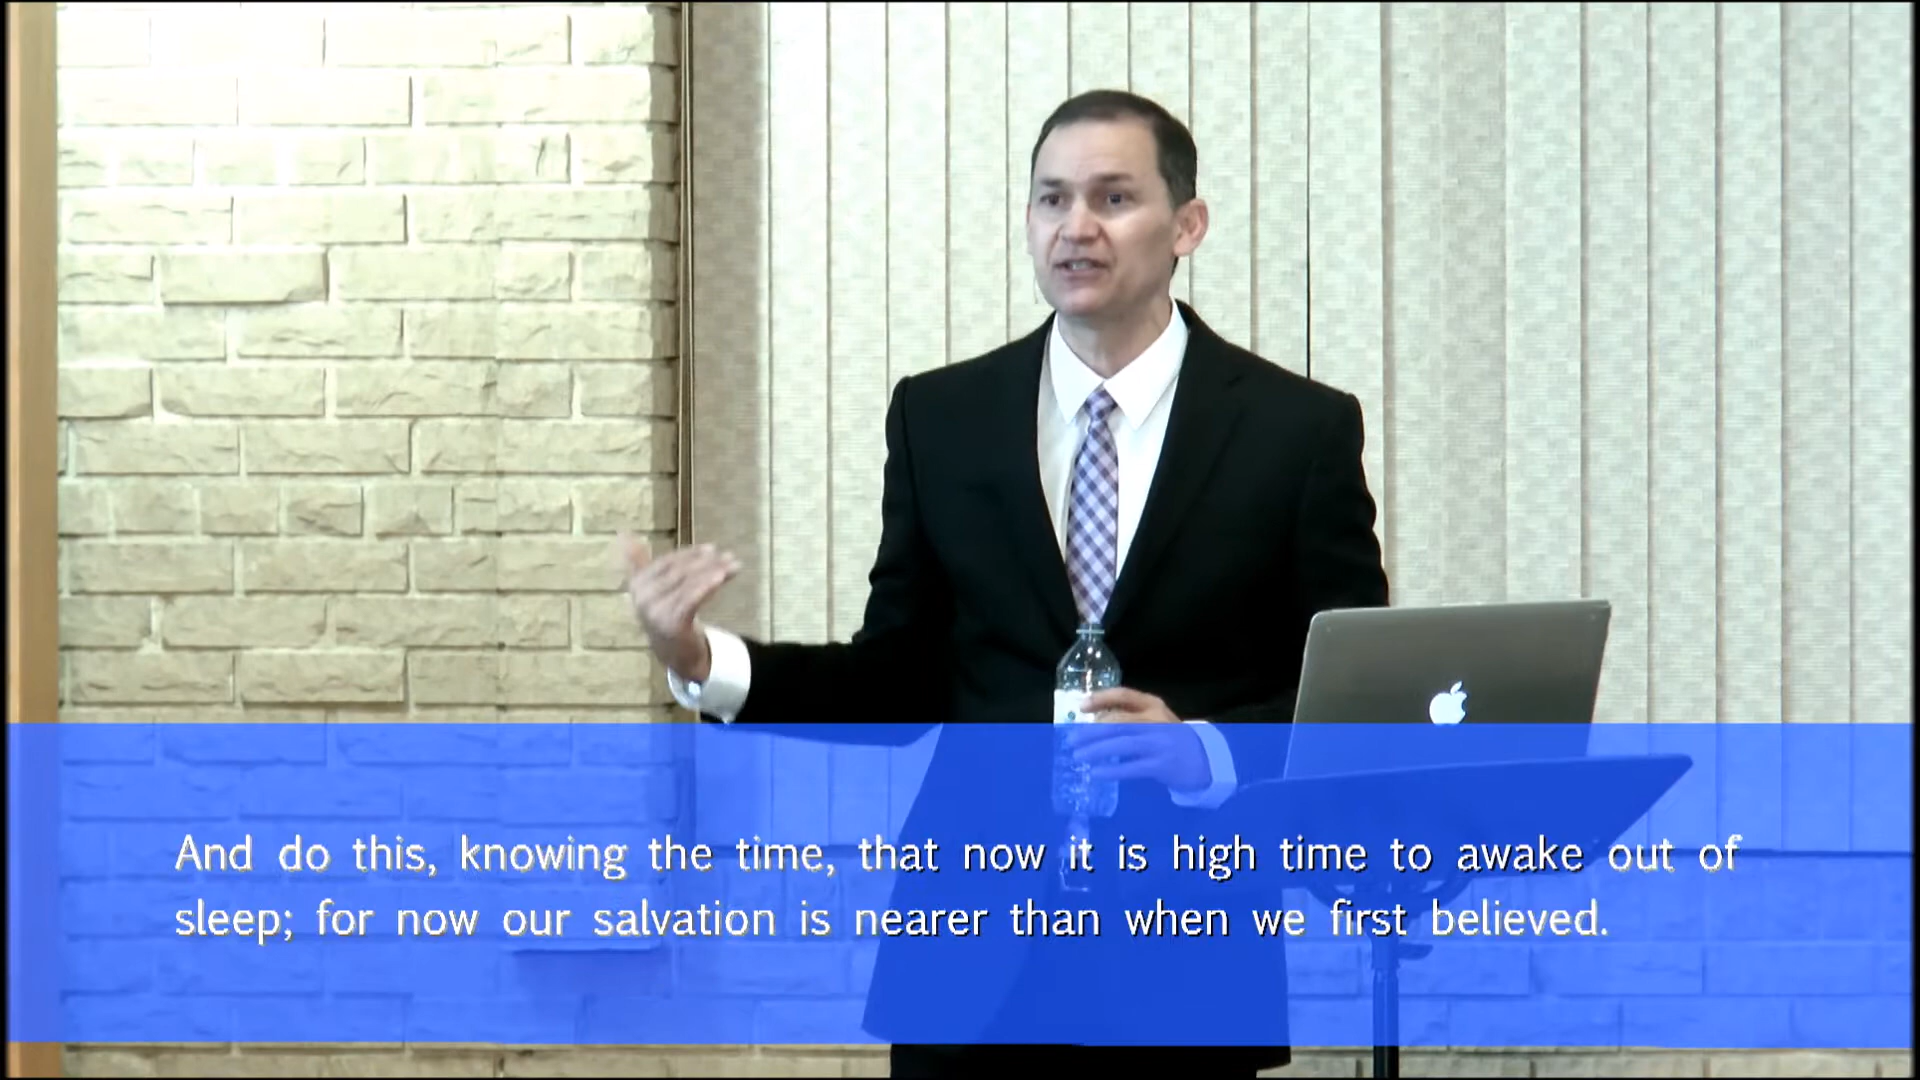 And do this, knowing the time, that now it is high time to awake out of
sleep; for now our salvation is nearer than when we first believed.